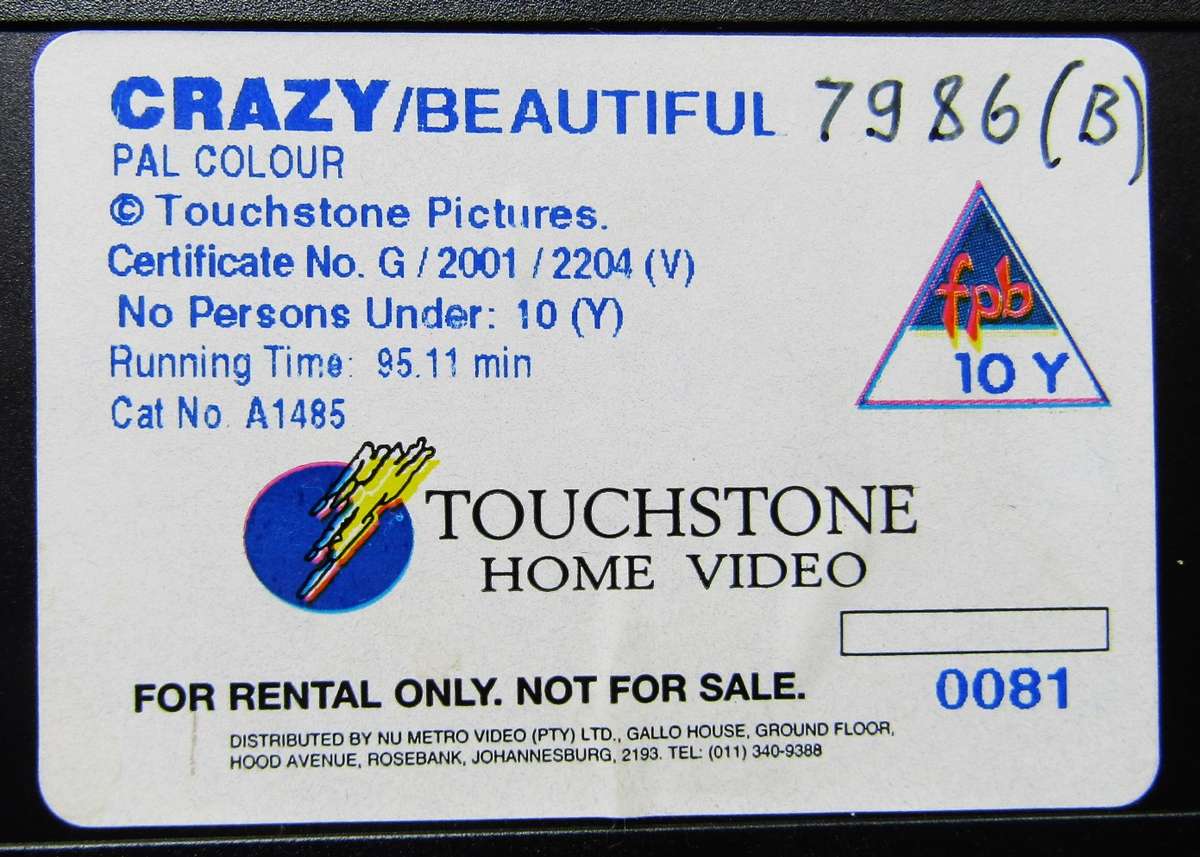 CRAZY/BEAUTIFUL 7986 (B)
PAL COLOUR
© Touchstone Pictures.
Certificate No. G / 2001 / 2204 (V)
No Persons Under: 10 (Y)
fpb
10 Y
Running Time: 95.11 min
Cat No. A1485
TOUCHSTONE
HOME VIDEO
FOR RENTAL ONLY. NOT FOR SALE. 0081
DISTRIBUTED BY NU METRO VIDEO (PTY) LTD., GALLO HOUSE, GROUND FLOOR,
HOOD AVENUE, ROSEBANK, JOHANNESBURG, 2193. TEL: (011) 340-9388